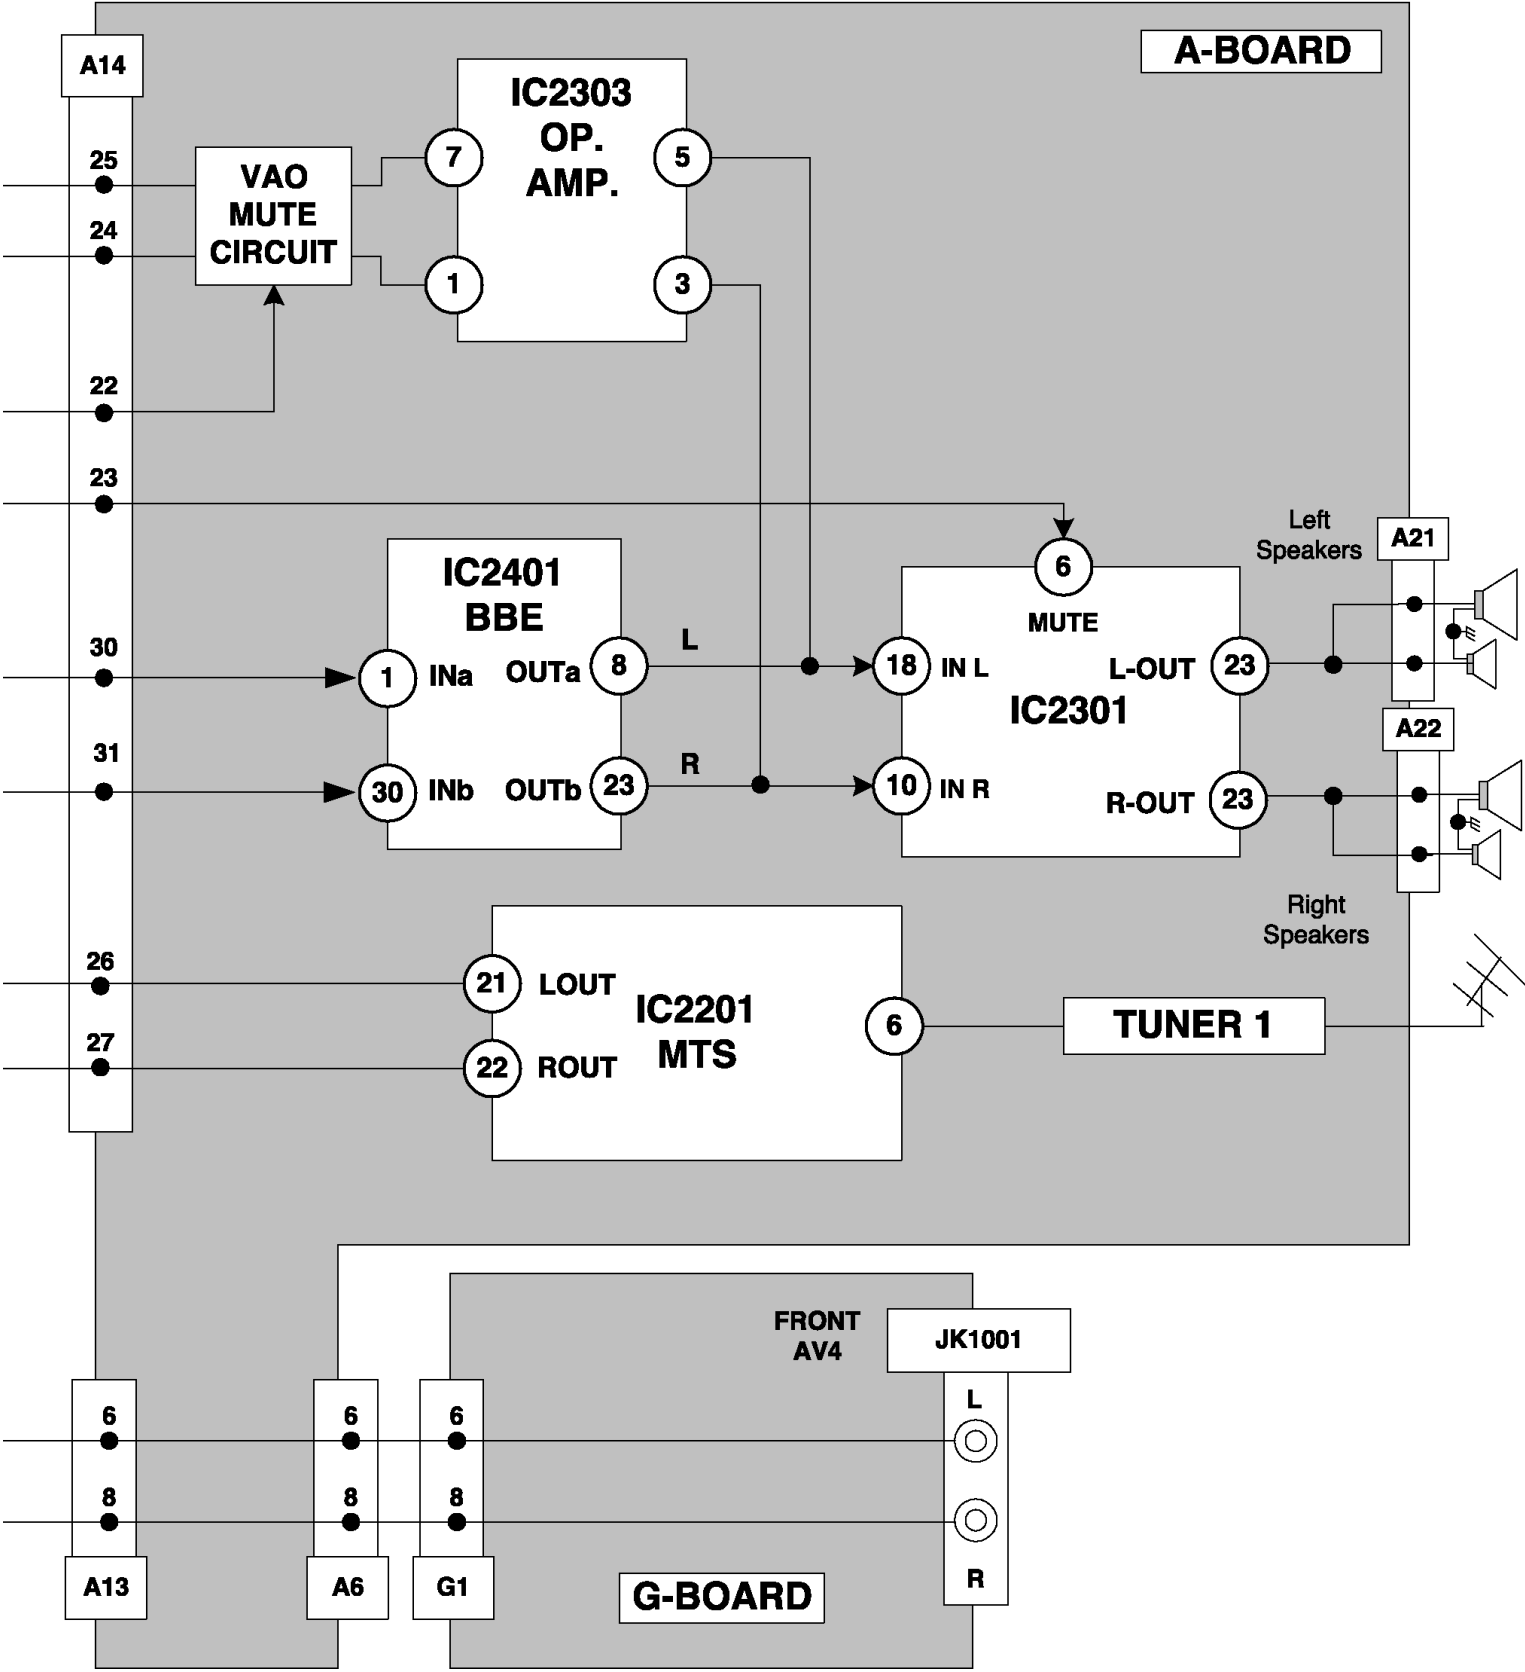 A-BOARD
A14
IC2303
OP.
AMP.
25
7
5
VAO
MUTE
CIRCUIT
24
1
3
22
23
Left
Speakers
A21
6
MUTE
IC2401
BBE
30
1
INa
OUTa
8
L
18
IN L
L-OUT
23
IC2301
A22
31
30
INb
OUTb
23
R
10
IN R
R-OUT
23
Right
Speakers
26
21
LOUT
IC2201
MTS
6
TUNER 1
27
22
ROUT
FRONT
AV4
JK1001
L
6
6
6
8
8
8
R
A13
A6
G1
G-BOARD